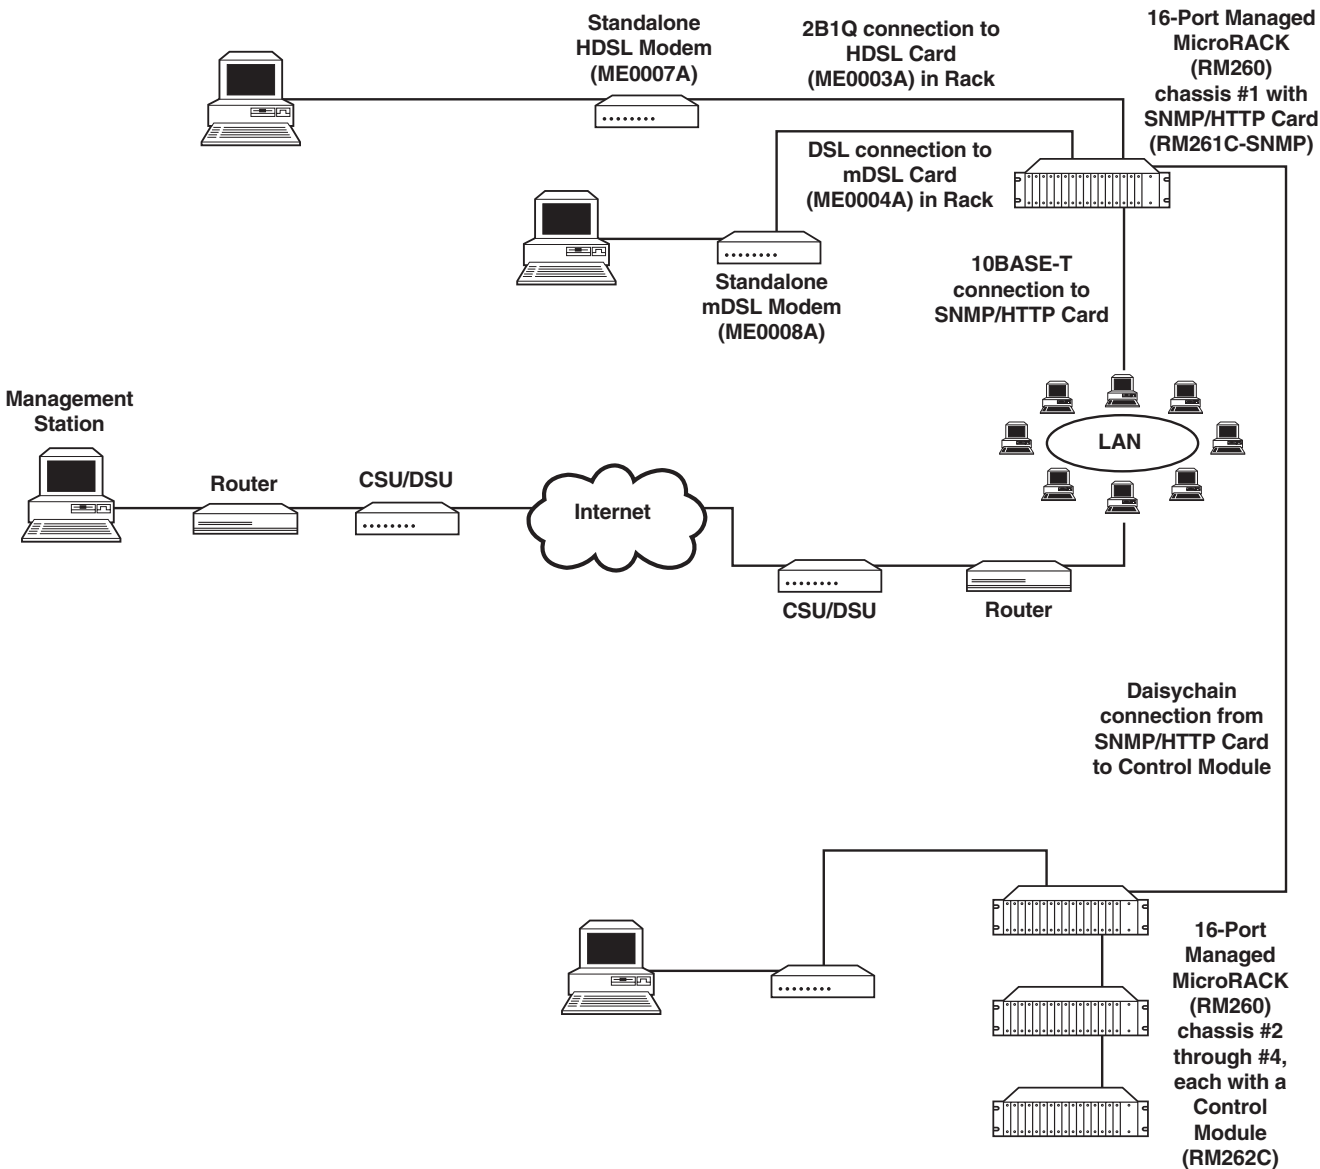 Standalone
HDSL Modem
(ME0007A)
2B1Q connection to
HDSL Card
(ME0003A) in Rack
16-Port Managed
MicroRACK
(RM260)
chassis #1 with
SNMP/HTTP Card
(RM261C-SNMP)
DSL connection to
mDSL Card
(ME0004A) in Rack
Standalone
mDSL Modem
(ME0008A)
10BASE-T
connection to
SNMP/HTTP Card
Management
Station
Router
CSU/DSU
Internet
LAN
CSU/DSU
Router
Daisychain
connection from
SNMP/HTTP Card
to Control Module
16-Port
Managed
MicroRACK
(RM260)
chassis #2
through #4,
each with a
Control
Module
(RM262C)